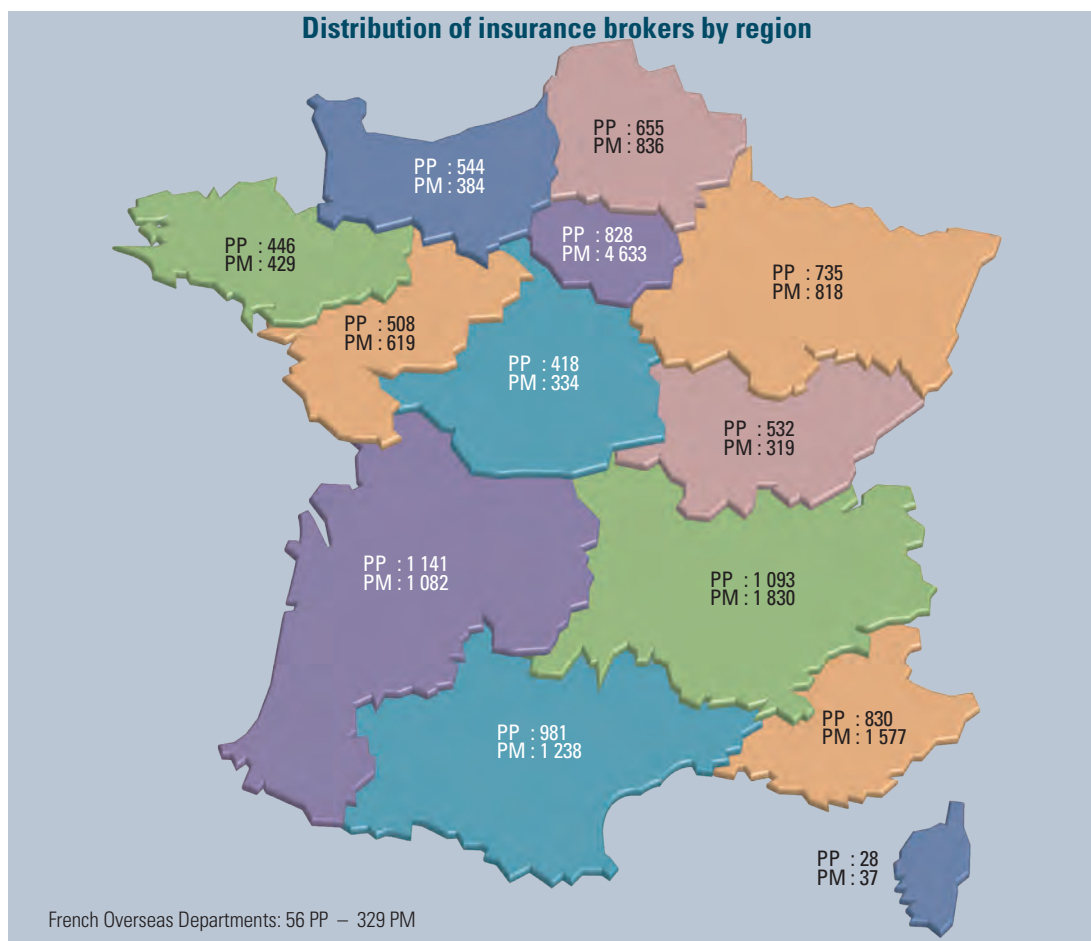 Distribution of insurance brokers by region
PP : 655
PM : 836
PP : 544
PM : 384
PP : 828
PM : 4 633
PP : 446
PM : 429
PP : 735
PM : 818
PP : 508
PM : 619
PP : 418
PM : 334
PP : 532
PM : 319
PP : 1 141
PM : 1 082
PP : 1 093
PM : 1 830
PP : 830
PM : 1 577
PP : 981
PM : 1 238
PP : 28
PM : 37
French Overseas Departments: 56 PP – 329 PM